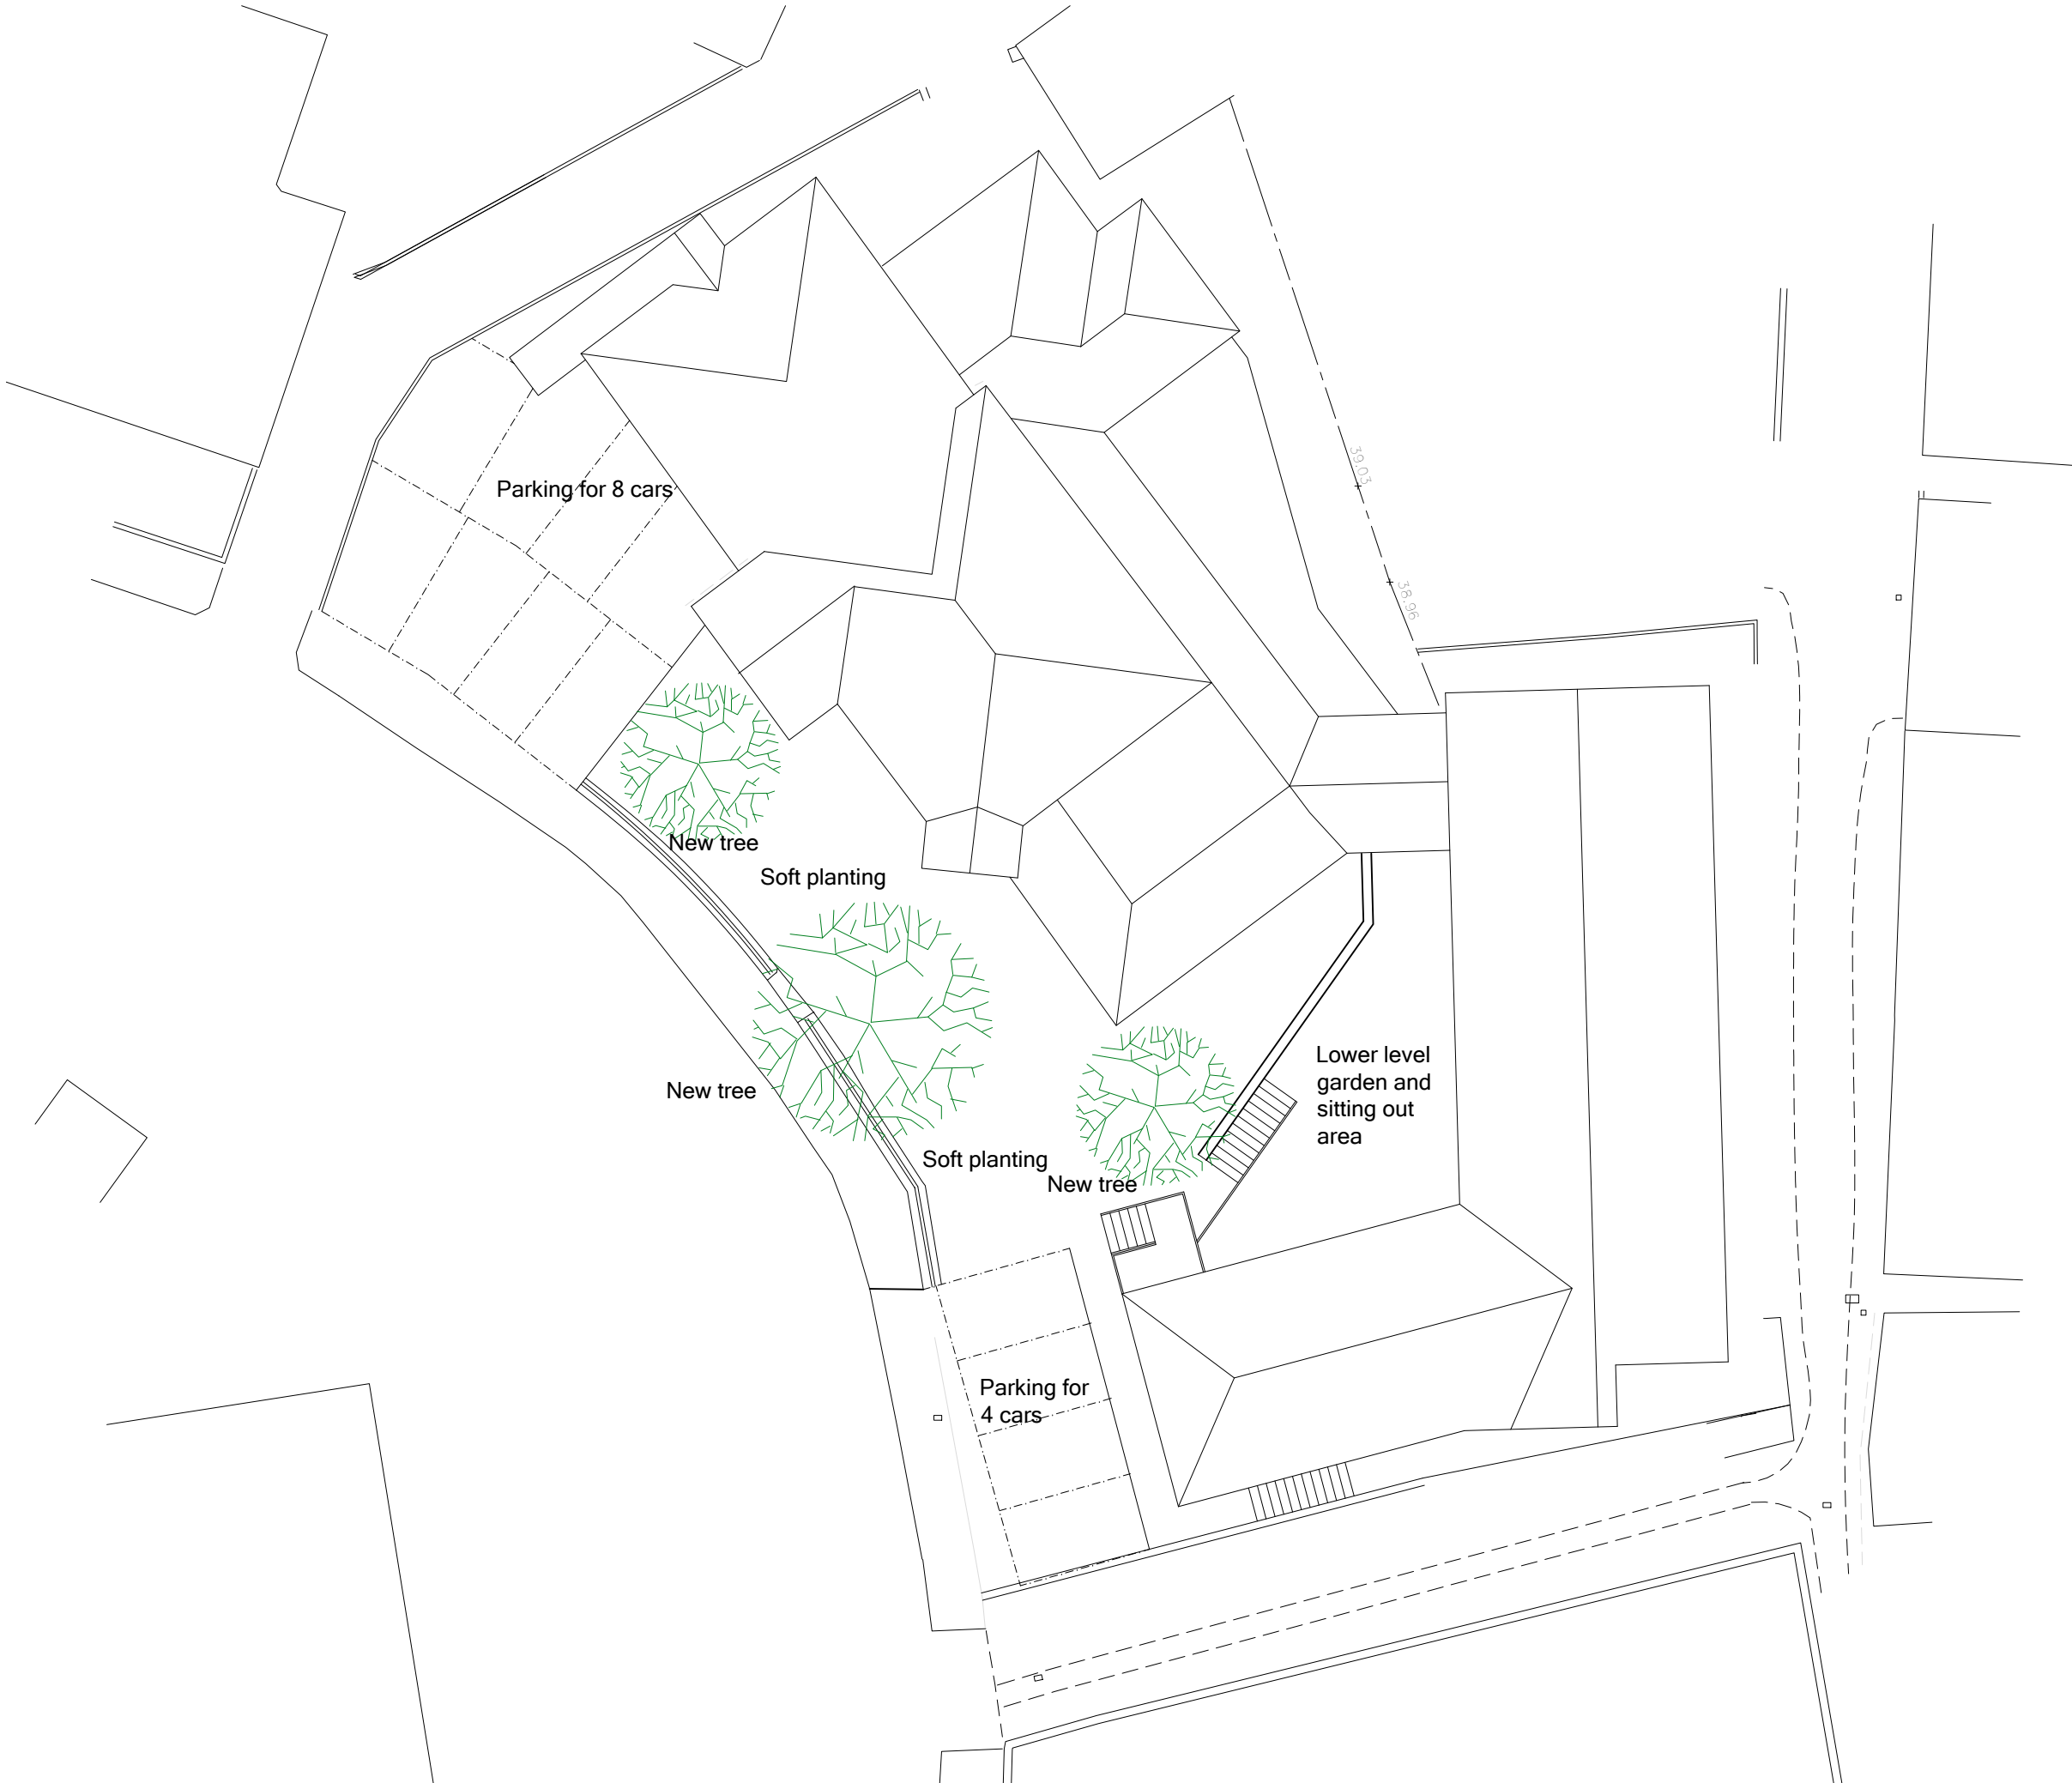 39.03
Parking for 8 cars
38.96
New tree
Soft planting
Lower level
garden and
sitting out
area
New tree
Soft planting
New tree
Parking for
4 cars